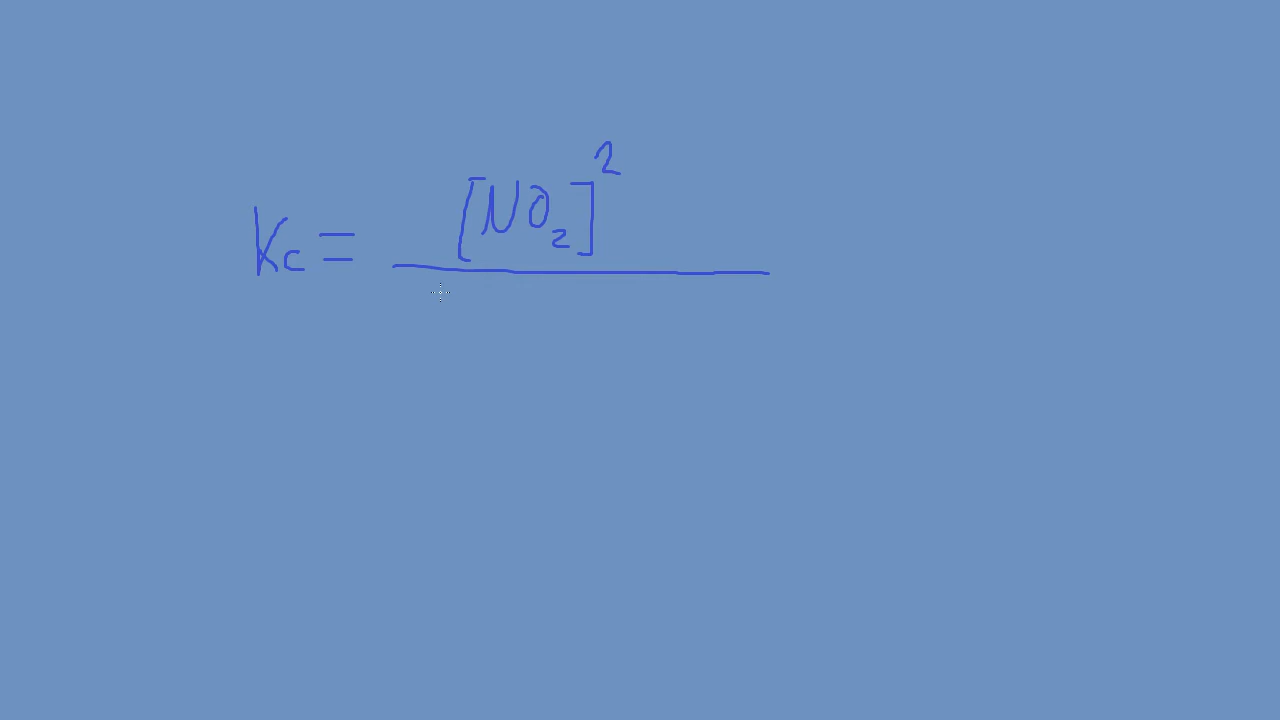 Kc = [NO₂]²